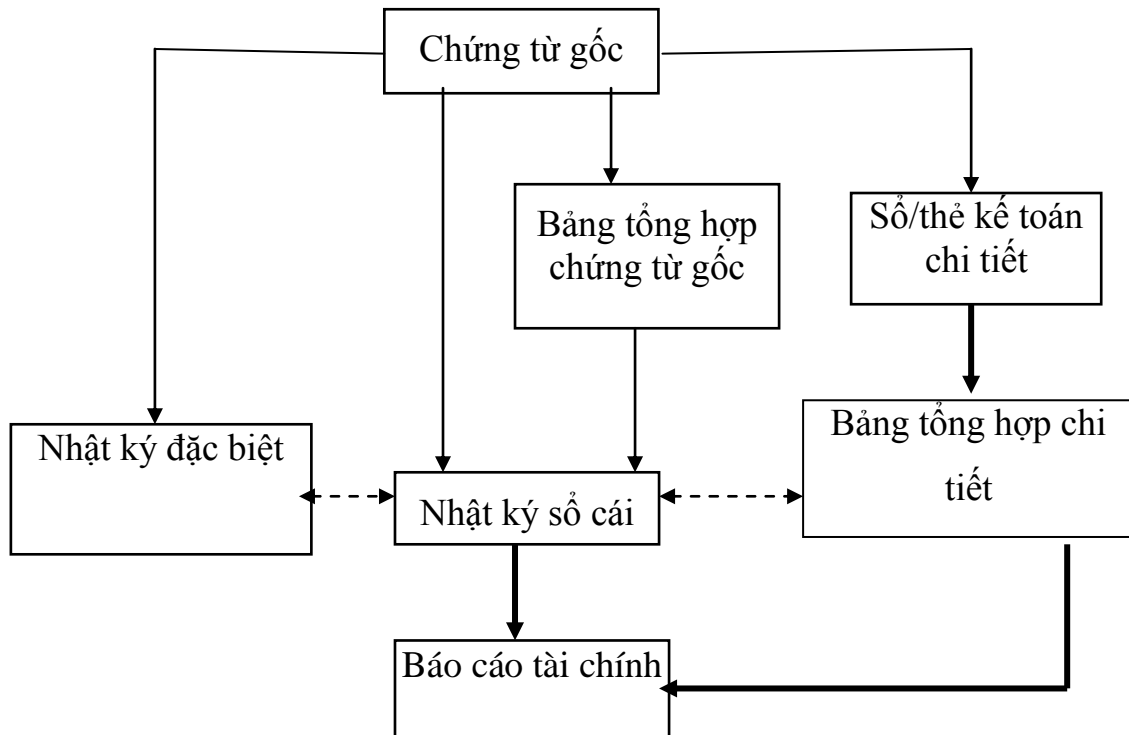 Chứng từ gốc
Bảng tổng hợp
chứng từ gốc
Sổ/thẻ kế toán
chi tiết
Nhật ký đặc biệt
Bảng tổng hợp chi
tiết
Nhật ký sổ cái
Báo cáo tài chính